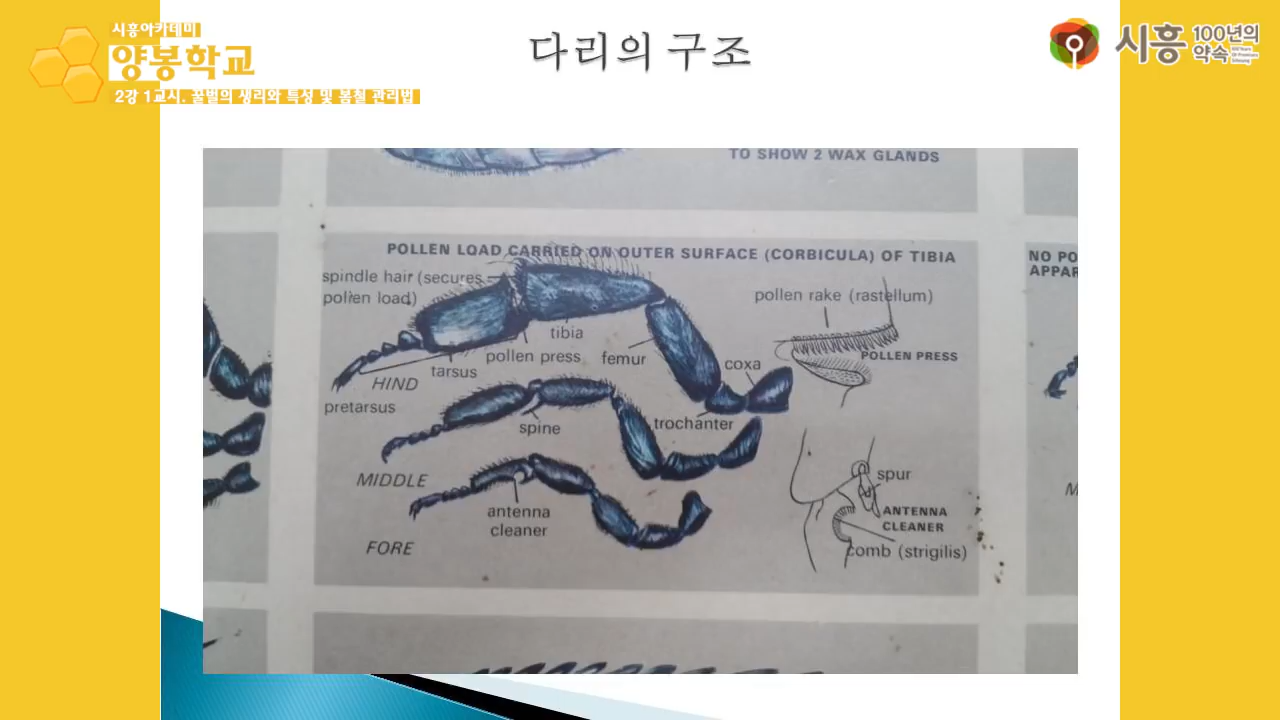 시흥아카데미
양봉학교
2강 1교시. 꿀벌의 생리와 특성 및 봄철 관리법
다리의 구조
시흥 100년의
약속
TO SHOW 2 WAX GLANDS
POLLEN LOAD CARRIED ON OUTER SURFACE (CORBICULA) OF TIBIA
spindle hair (secures
pollen load)
tibia
pollen press
femur
coxa
tarsus
HIND
pretarsus
trochanter
spine
MIDDLE
antenna
cleaner
FORE
pollen rake (rastellum)
POLLEN PRESS
spur
ANTENNA
CLEANER
comb (strigilis)
NO PO
APPAR
M